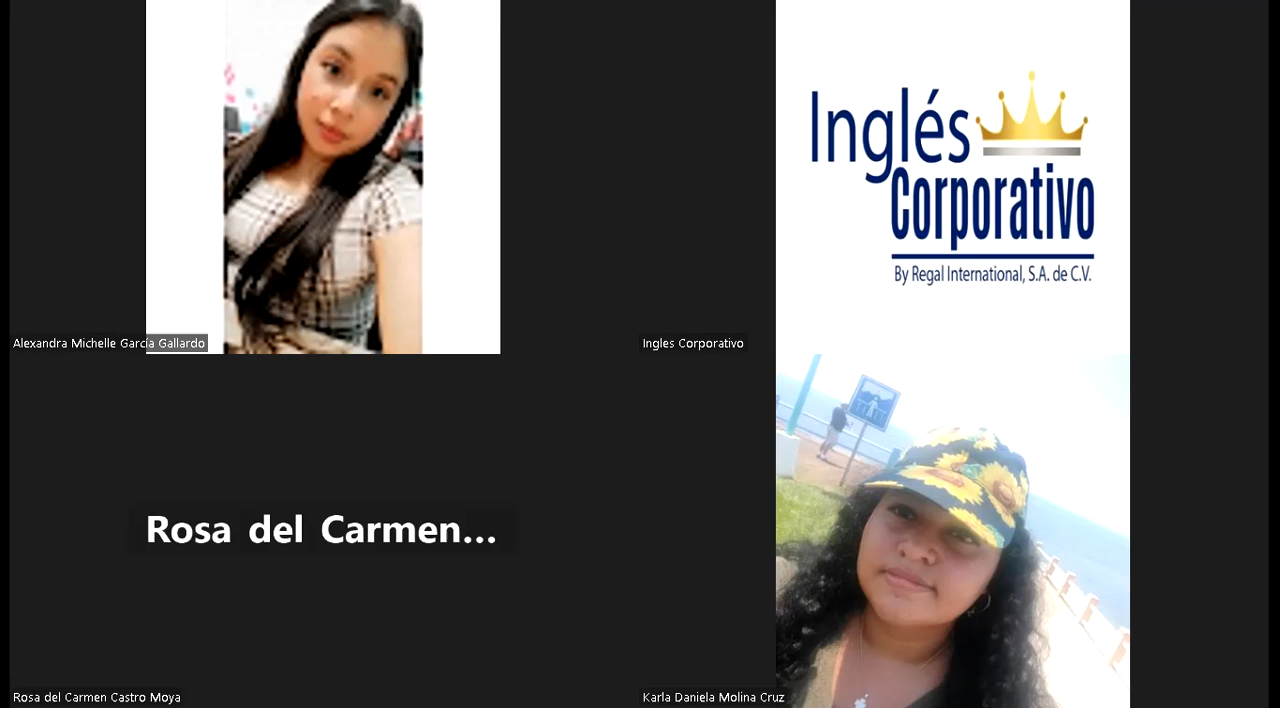 Inglés
Corporativo
By Regal International, S.A. de C.V.
Alexandra Michelle García Gallardo
Ingles Corporativo
Rosa del Carmen...
Rosa del Carmen Castro Moya
Karla Daniela Molina Cruz